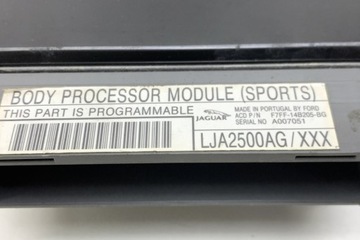 BODY PROCESSOR MODULE (SPORTS)
THIS PART IS PROGRAMMABLE
JAGUAR
MADE IN PORTUGAL BY FORD
ACD P/N F7FF-14B205-BG
SERIAL NO A007051
LJA2500AG/XXX